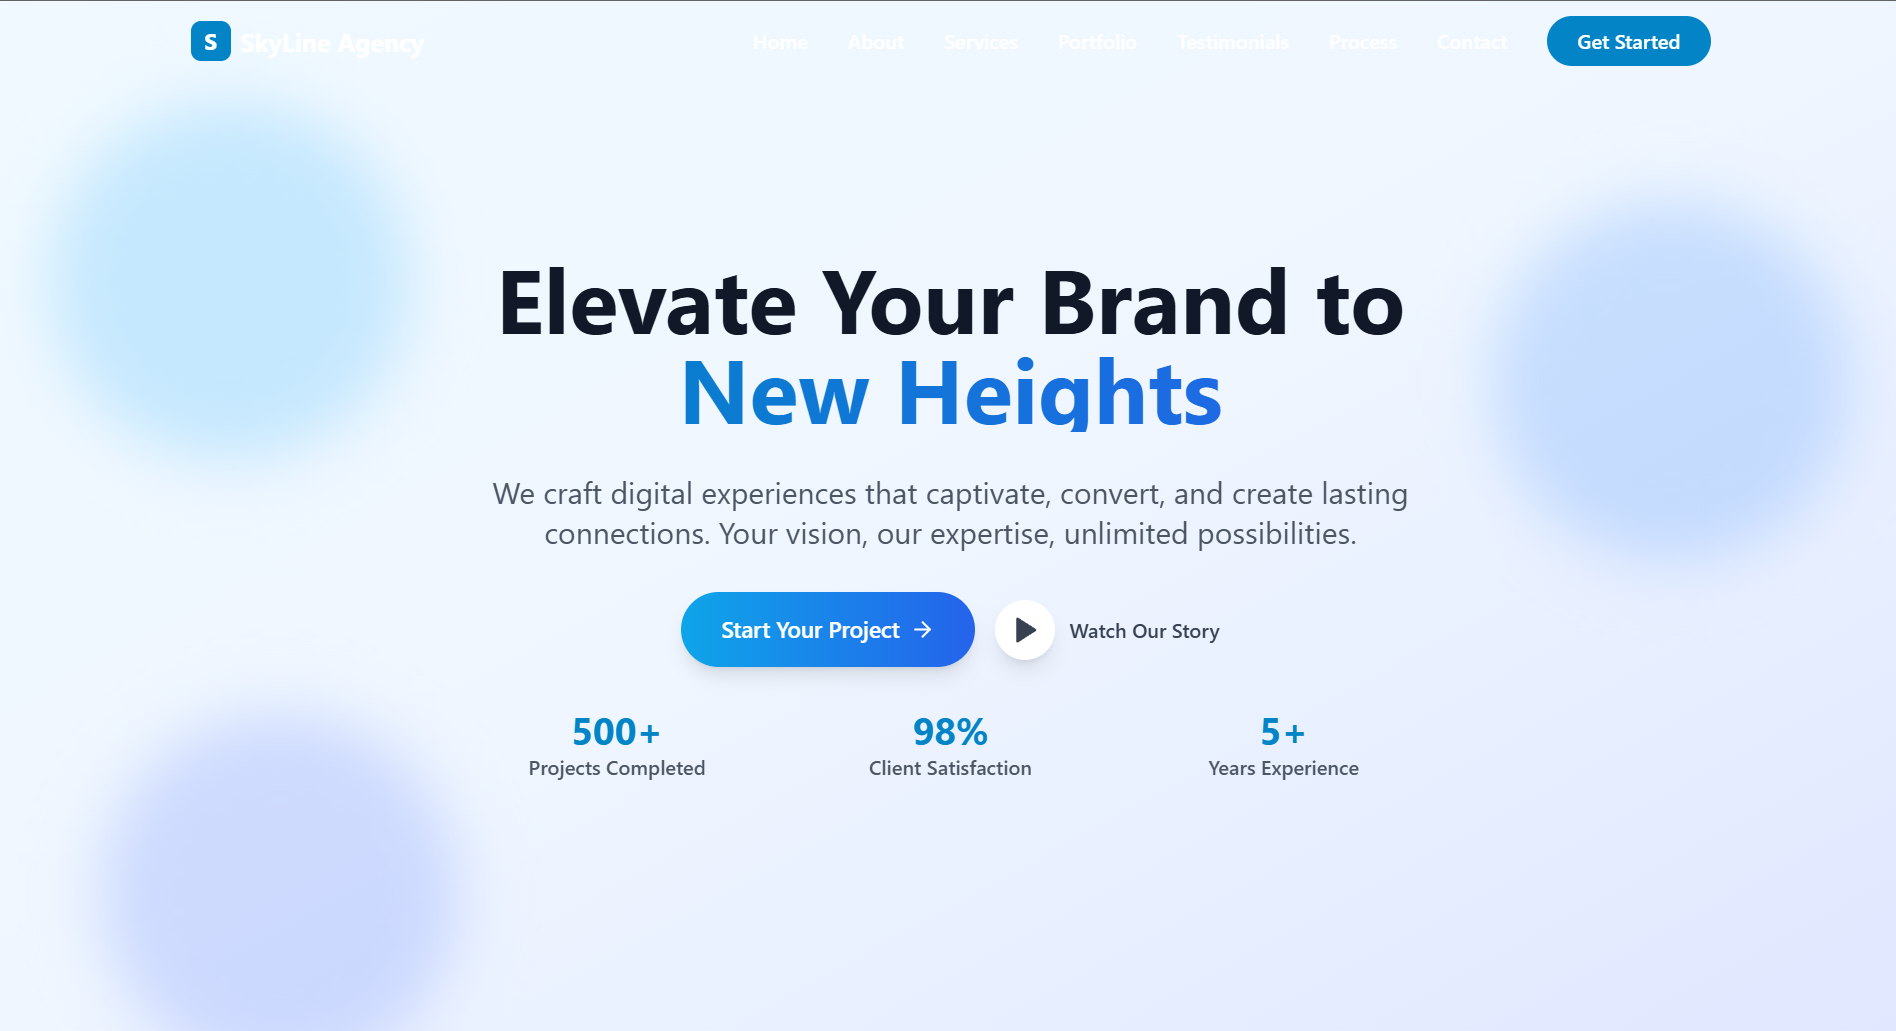 S SkyLine Agency Home About Services Portfolio Testimonials Process Contact Get Started
Elevate Your Brand to
New Heights
We craft digital experiences that captivate, convert, and create lasting
connections. Your vision, our expertise, unlimited possibilities.
Start Your Project Watch Our Story
500+ 98% 5+
Projects Completed Client Satisfaction Years Experience